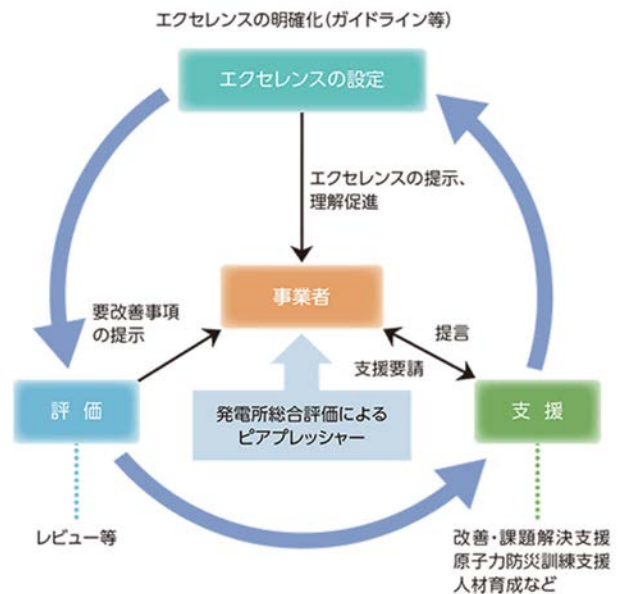 エクセレンスの明確化(ガイドライン等)
エクセレンスの設定
エクセレンスの提示、
理解促進
事業者
要改善事項
の提示
提言
支援要請
評価
発電所総合評価による
ピアプレッシャー
支援
レビュー等
改善・課題解決支援
原子力防災訓練支援
人材育成など